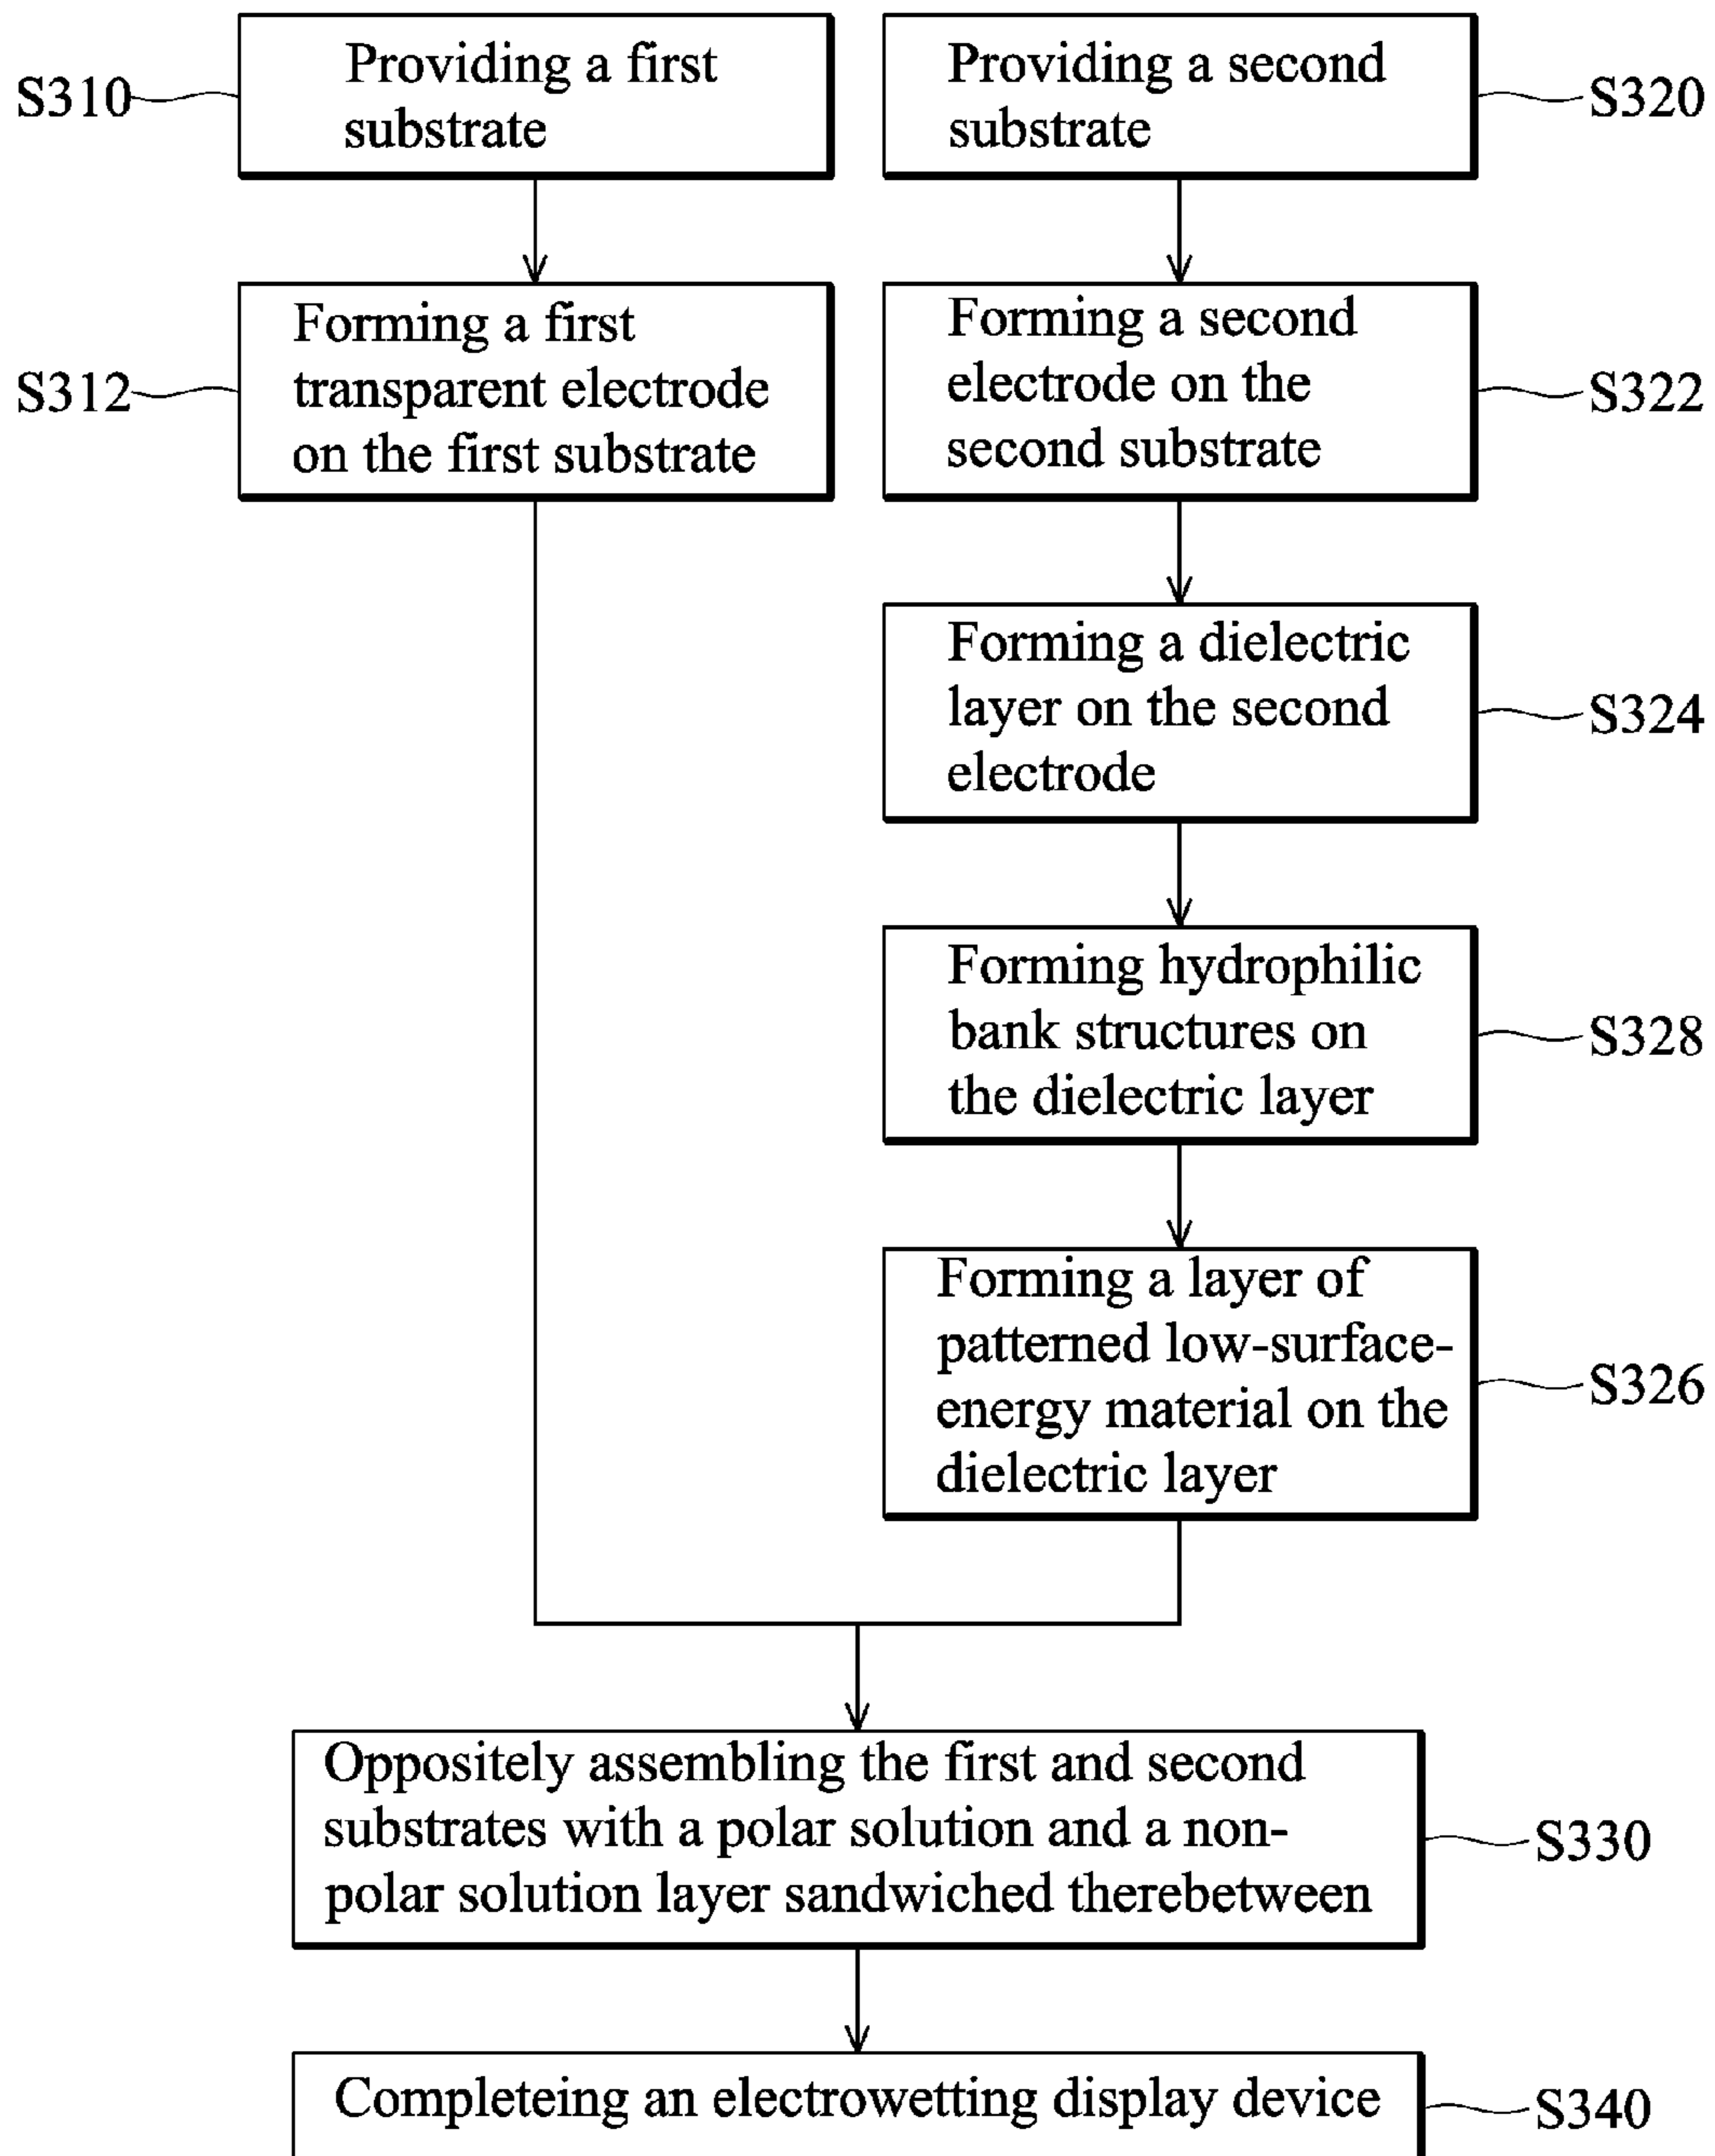 S310
Providing a first
substrate
Providing a second
substrate
S320
S312
Forming a first
transparent electrode
on the first substrate
Forming a second
electrode on the
second substrate
S322
Forming a dielectric
layer on the second
electrode
S324
Forming hydrophilic
bank structures on
the dielectric layer
S328
Forming a layer of
patterned low-surface-
energy material on the
dielectric layer
S326
Oppositely assembling the first and second
substrates with a polar solution and a non-
polar solution layer sandwiched therebetween
S330
Completeing an electrowetting display device
S340